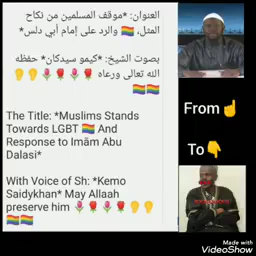 العنوان: *موقف المسلمين من نكاح
المثل، 🏳️‍🌈 والرد على إمام أبي دلس*
بصوت الشيخ: *كيمو سيدكان* حفظه
الله تعالى ورعاه 🌷🌹🌷🌹👂👂
🏳️‍🌈🏳️‍🌈
The Title: *Muslims Stands
Towards LGBT 🏳️‍🌈 And
Response to Imām Abu
Dalasi*
With Voice of Sh: *Kemo
Saidykhan* May Allaah
preserve him 🌷🌹🌷🌹👂👂
🏳️‍🌈🏳️‍🌈
From☝️
To👇
Made with
VideoShow